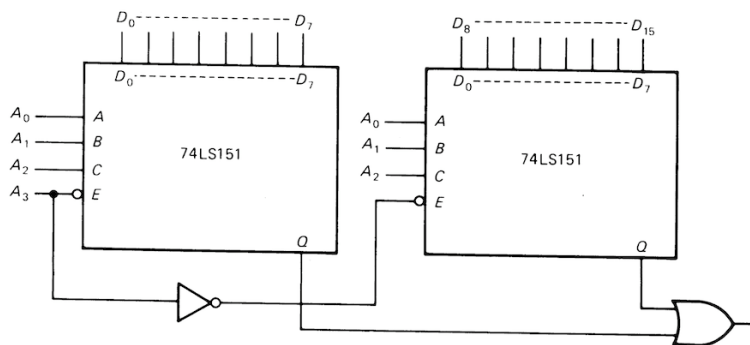 D0 D7
D8 D15
D0 D7
D0 D7
A0 A
A1 B
A2 C
A3 E
74LS151
Q
A0 A
A1 B
A2 C
E
74LS151
Q